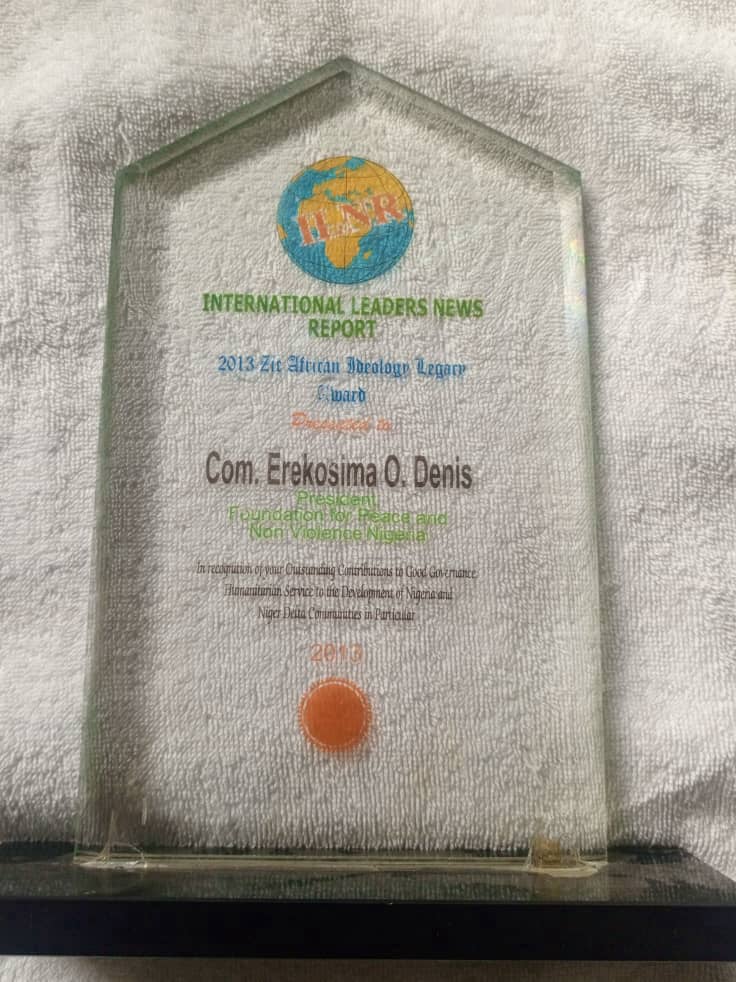 ILNR
INTERNATIONAL LEADERS NEWS
REPORT
2013 Zit African Ideology Legacy
Award
Presented to
Com. Erekosima O. Denis
President
Foundation for Peace and
Non Violence Nigeria
In recognition of your Outstanding Contributions to Good Governance,
Humanitarian Service to the Development of Nigeria and
Niger Delta Communities in Particular
2013